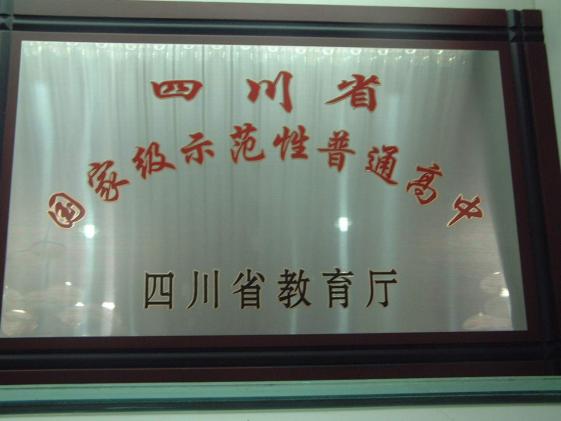 四川省
国家级示范性普通高中
四川省教育厅